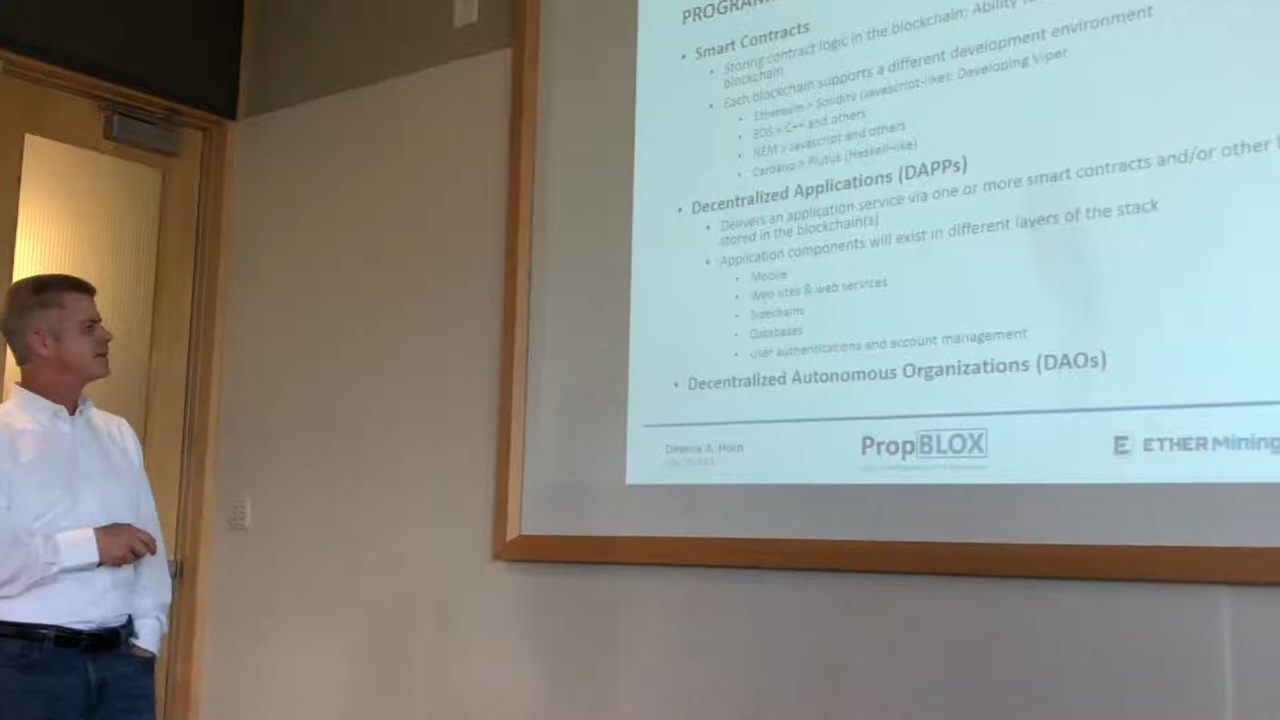 Smart Contracts
Storing contract logic in the blockchain; Ability
blockchain
Each blockchain supports a different development environment
Ethereum > Solidity (Javascript-like); Developing Viper
EOS > C++ and others
NEM > Javascript and others
Cardano > Plutus (Haskell-like)
Decentralized Applications (DAPPs)
Delivers an application service via one or more smart contracts and/or other
stored in the blockchain(s)
Application components will exist in different layers of the stack
Mobile
Web sites & web services
Sidechains
Databases
User authentications and account management
Decentralized Autonomous Organizations (DAOs)
A. Horn
PropBLOX
E ETHER Mining